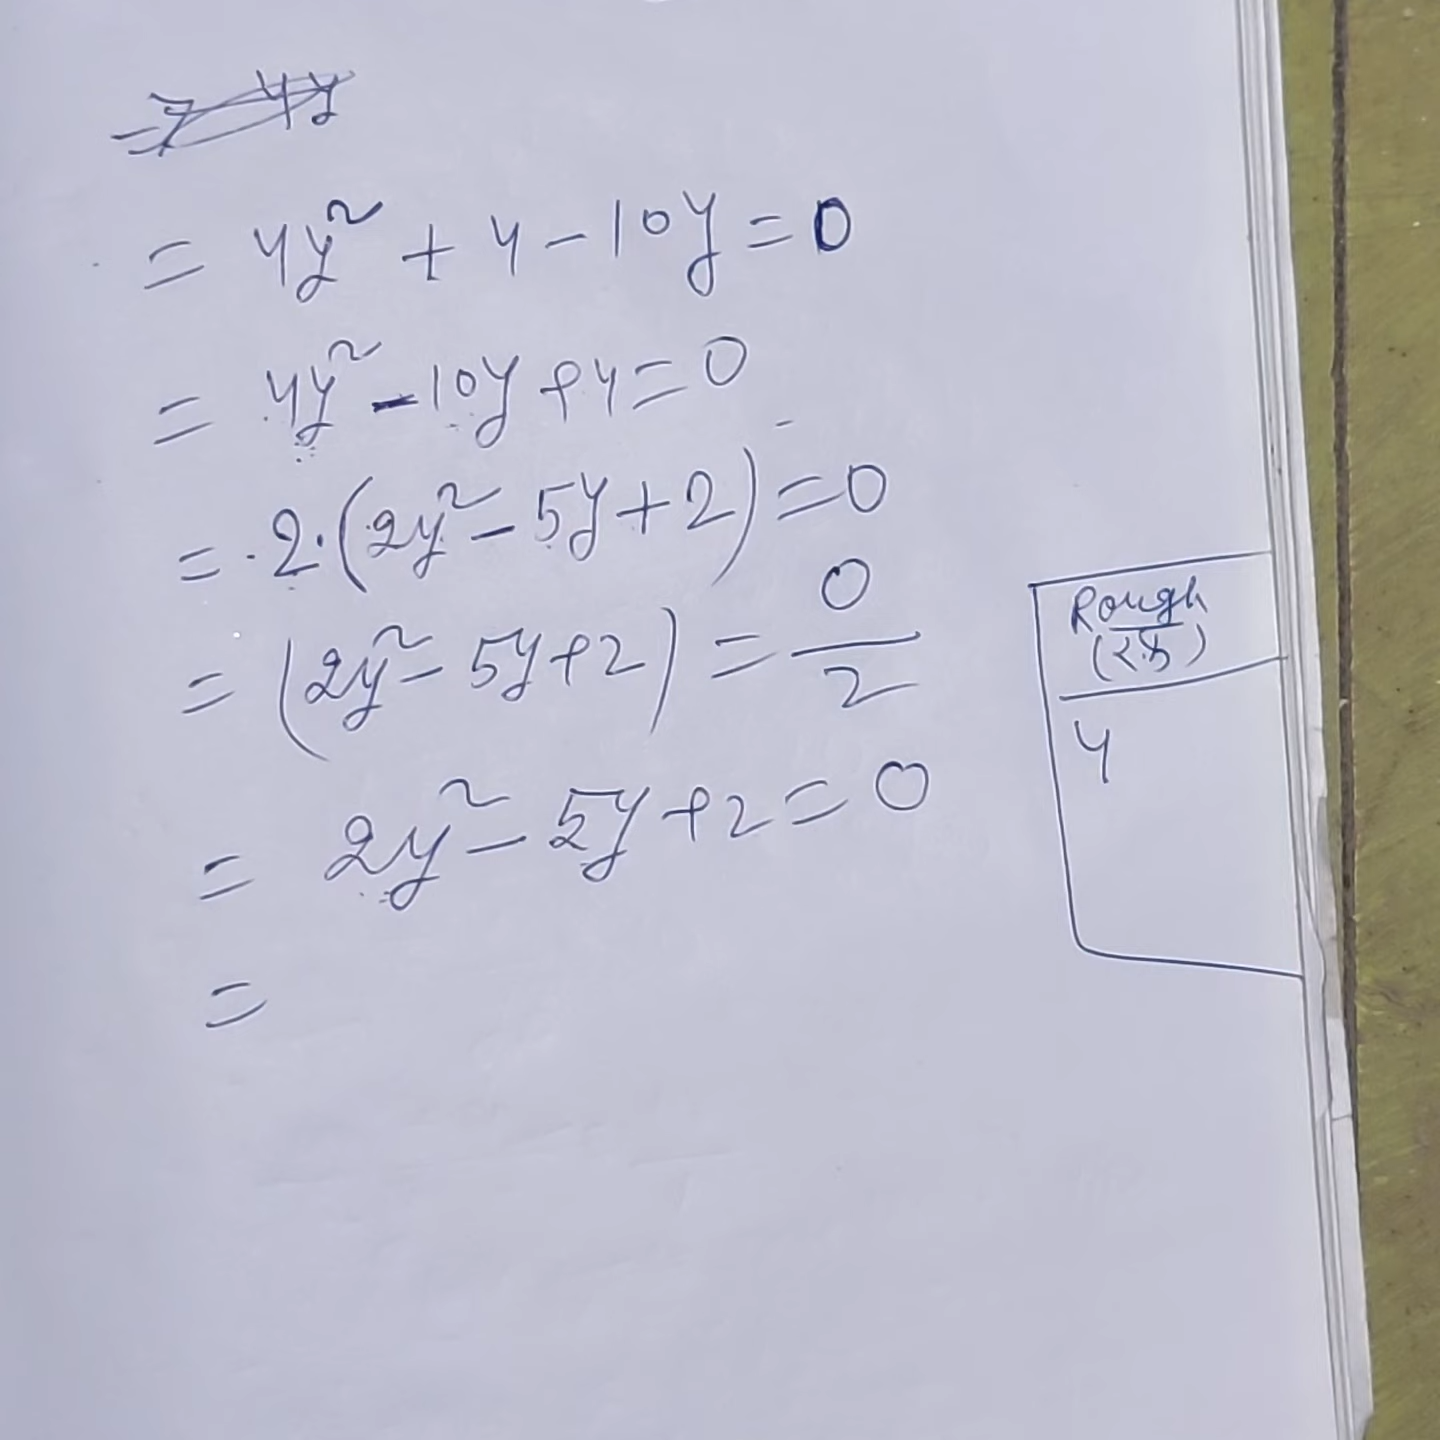 = 4y² + 4 - 10y = 0
= 4y² - 10y + 4 = 0
= 2·(2y² - 5y + 2) = 0
= (2y² - 5y + 2) = 0/2
= 2y² - 5y + 2 = 0
=
Rough
4